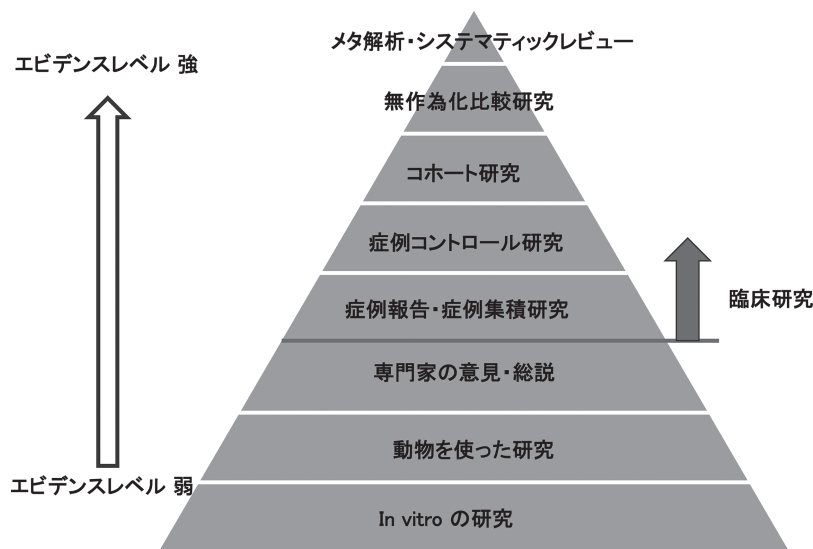 メタ解析・システマティックレビュー
エビデンスレベル 強
無作為化比較研究
コホート研究
症例コントロール研究
臨床研究
症例報告・症例集積研究
専門家の意見・総説
動物を使った研究
エビデンスレベル 弱
In vitro の研究